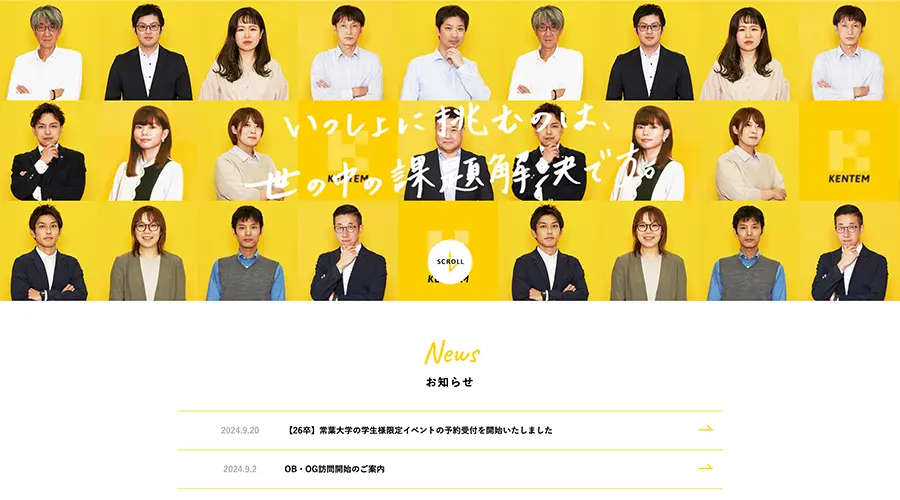 いっしょに挑むのは、
KENTEM
世の中の課題解決です。
KENTEM
SCROLL
KENTEM
News
お知らせ
2024.9.20 【26卒】常葉大学の学生様限定イベントの予約受付を開始いたしました
2024.9.2 OB・OG訪問開始のご案内